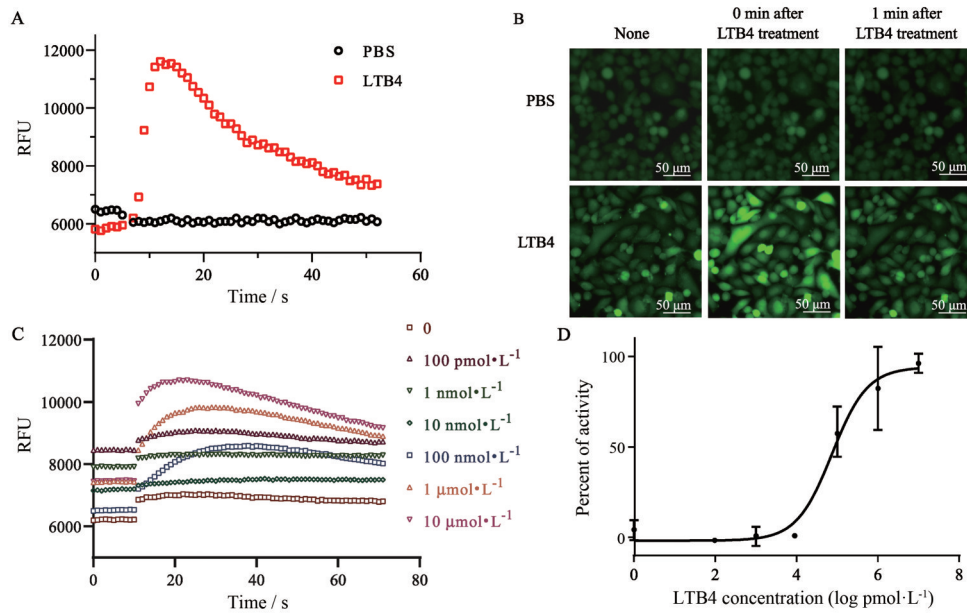 A
RFU
12000
10000
8000
6000
0
20
40
60
Time / s
PBS
LTB4
B
None
0 min after
LTB4 treatment
1 min after
LTB4 treatment
PBS
50 μm
50 μm
50 μm
LTB4
50 μm
50 μm
50 μm
C
RFU
12000
10000
8000
6000
0
20
40
60
80
Time / s
0
100 pmol•L⁻¹
1 nmol•L⁻¹
10 nmol•L⁻¹
100 nmol•L⁻¹
1 μmol•L⁻¹
10 μmol•L⁻¹
D
Percent of activity
100
50
0
0
2
4
6
8
LTB4 concentration (log pmol·L⁻¹)